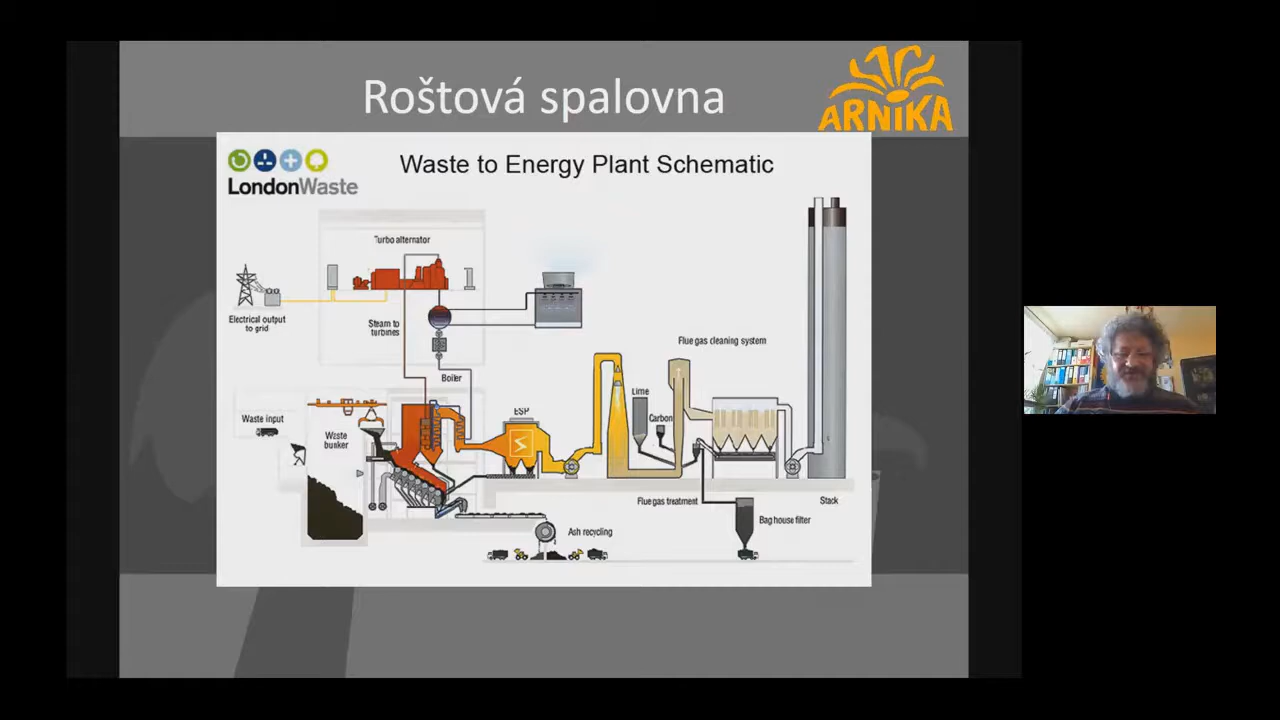 Roštová spalovna
ARNIKA
LondonWaste
Waste to Energy Plant Schematic
Turbo alternator
Electrical output
to grid
Steam to
turbines
Boiler
Flue gas cleaning system
Waste input
Waste
bunker
ESP
Lime
Carbon
Flue gas treatment
Stack
Bag house filter
Ash recycling